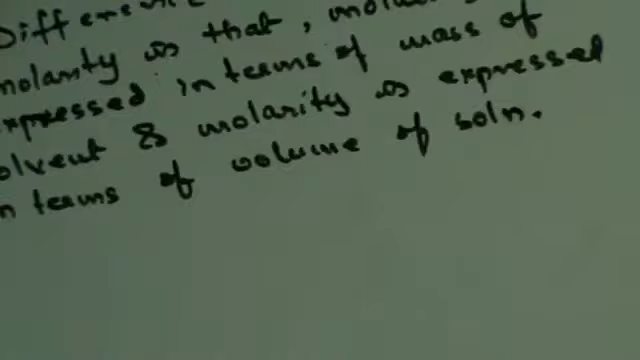 Difference
molarity is that, mola
expressed in terms of mass of
solvent & molarity is expressed
in terms of volume of soln.